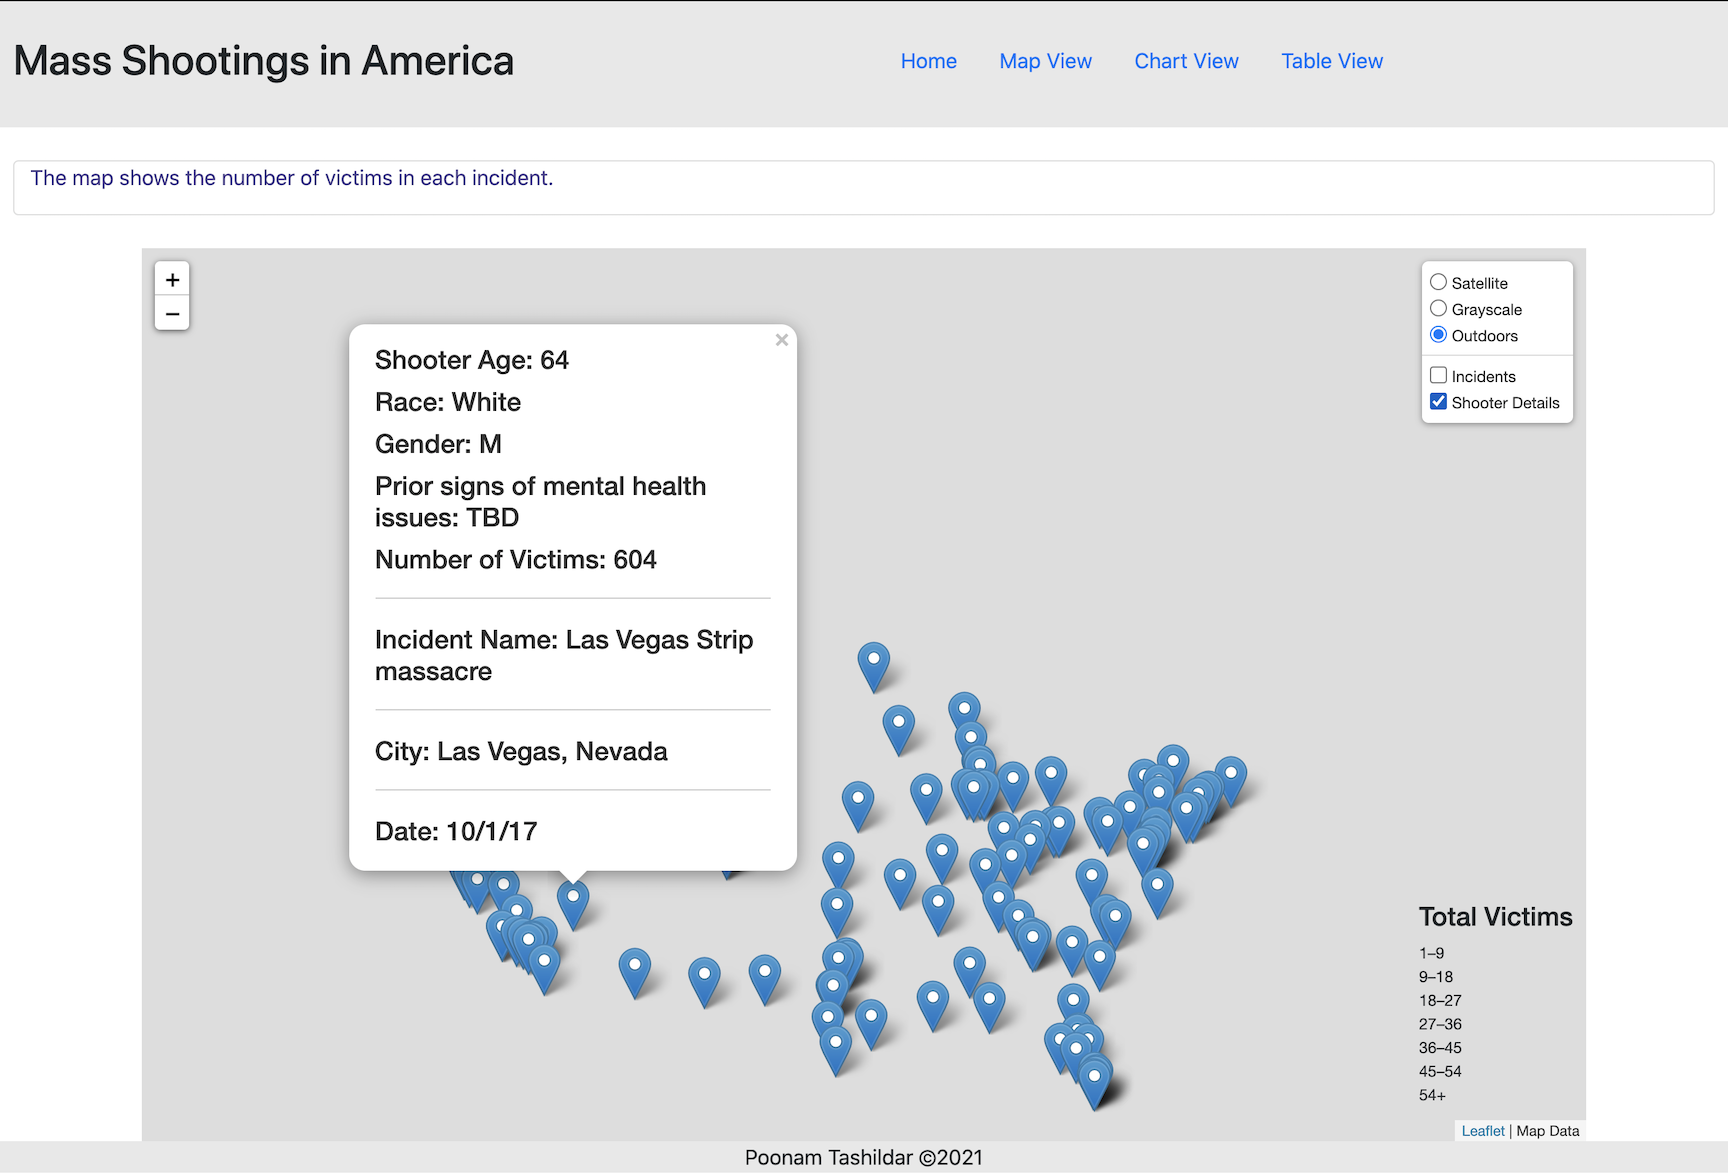 Mass Shootings in America
Home Map View Chart View Table View
The map shows the number of victims in each incident.
+
−
Satellite
Grayscale
Outdoors
Incidents
Shooter Details
×
Shooter Age: 64
Race: White
Gender: M
Prior signs of mental health
issues: TBD
Number of Victims: 604
Incident Name: Las Vegas Strip
massacre
City: Las Vegas, Nevada
Date: 10/1/17
Total Victims
1–9
9–18
18–27
27–36
36–45
45–54
54+
Leaflet | Map Data
Poonam Tashildar ©2021